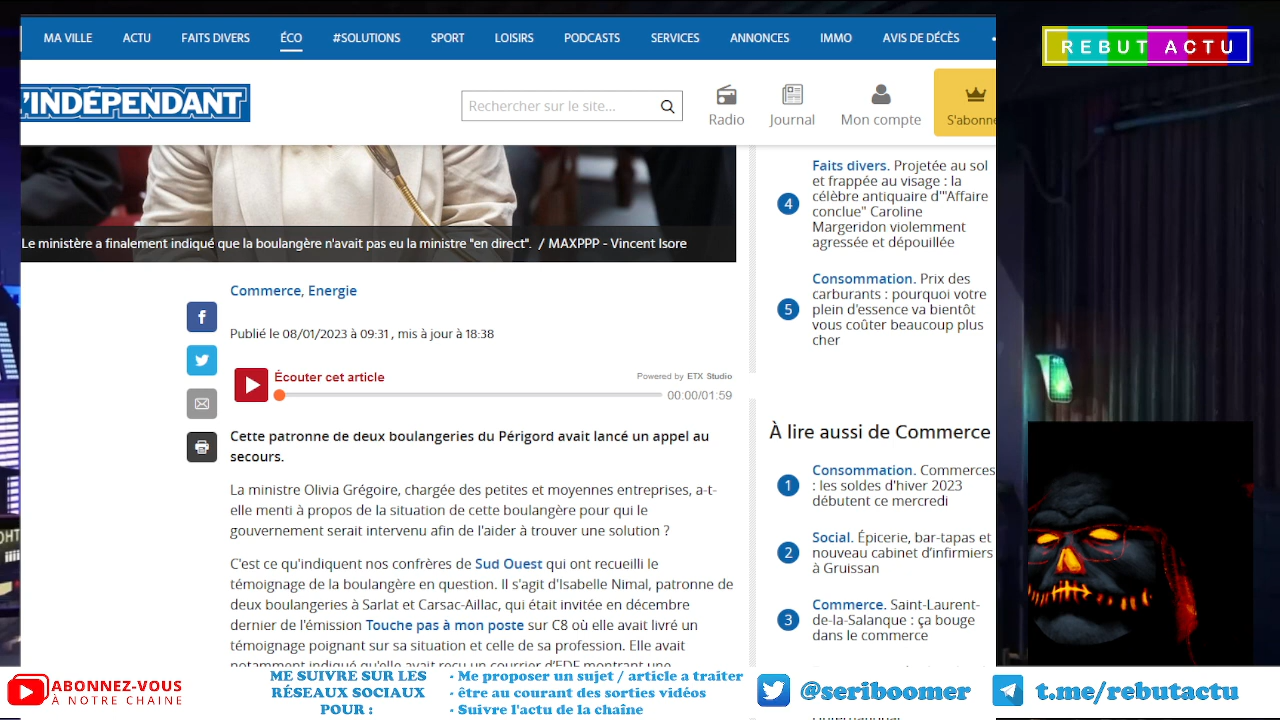 MA VILLE ACTU FAITS DIVERS ÉCO #SOLUTIONS SPORT LOISIRS PODCASTS SERVICES ANNONCES IMMO AVIS DE DÉCÈS
REBUT ACTU
L'INDÉPENDANT
Rechercher sur le site...
Radio
Journal
Mon compte
S'abonne
Le ministère a finalement indiqué que la boulangère n'avait pas eu la ministre "en direct". / MAXPPP - Vincent Isore
Commerce, Energie
Publié le 08/01/2023 à 09:31 , mis à jour à 18:38
Écouter cet article
Powered by ETX Studio
00:00/01:59
Cette patronne de deux boulangeries du Périgord avait lancé un appel au
secours.
La ministre Olivia Grégoire, chargée des petites et moyennes entreprises, a-t-
elle menti à propos de la situation de cette boulangère pour qui le
gouvernement serait intervenu afin de l'aider à trouver une solution ?
C'est ce qu'indiquent nos confrères de Sud Ouest qui ont recueilli le
témoignage de la boulangère en question. Il s'agit d'Isabelle Nimal, patronne de
deux boulangeries à Sarlat et Carsac-Aillac, qui était invitée en décembre
dernier de l'émission Touche pas à mon poste sur C8 où elle avait livré un
témoignage poignant sur sa situation et celle de sa profession. Elle avait
notamment indiqué qu'elle avait reçu un courrier d'EDF montrant une
4
Faits divers. Projetée au sol
et frappée au visage : la
célèbre antiquaire d'"Affaire
conclue" Caroline
Margeridon violemment
agressée et dépouillée
5
Consommation. Prix des
carburants : pourquoi votre
plein d'essence va bientôt
vous coûter beaucoup plus
cher
À lire aussi de Commerce
1
Consommation. Commerces
: les soldes d'hiver 2023
débutent ce mercredi
2
Social. Épicerie, bar-tapas et
nouveau cabinet d'infirmiers
à Gruissan
3
Commerce. Saint-Laurent-
de-la-Salanque : ça bouge
dans le commerce
ABONNEZ-VOUS
À NOTRE CHAINE
ME SUIVRE SUR LES
RÉSEAUX SOCIAUX
POUR :
- Me proposer un sujet / article a traiter
- être au courant des sorties vidéos
- Suivre l'actu de la chaîne
@seriboomer
t.me/rebutactu